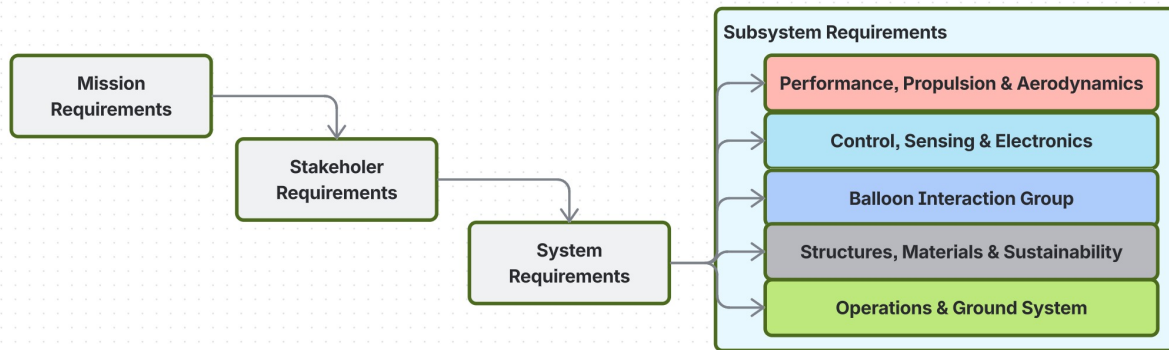 Mission
Requirements
Stakeholer
Requirements
System
Requirements
Subsystem Requirements
Performance, Propulsion & Aerodynamics
Control, Sensing & Electronics
Balloon Interaction Group
Structures, Materials & Sustainability
Operations & Ground System